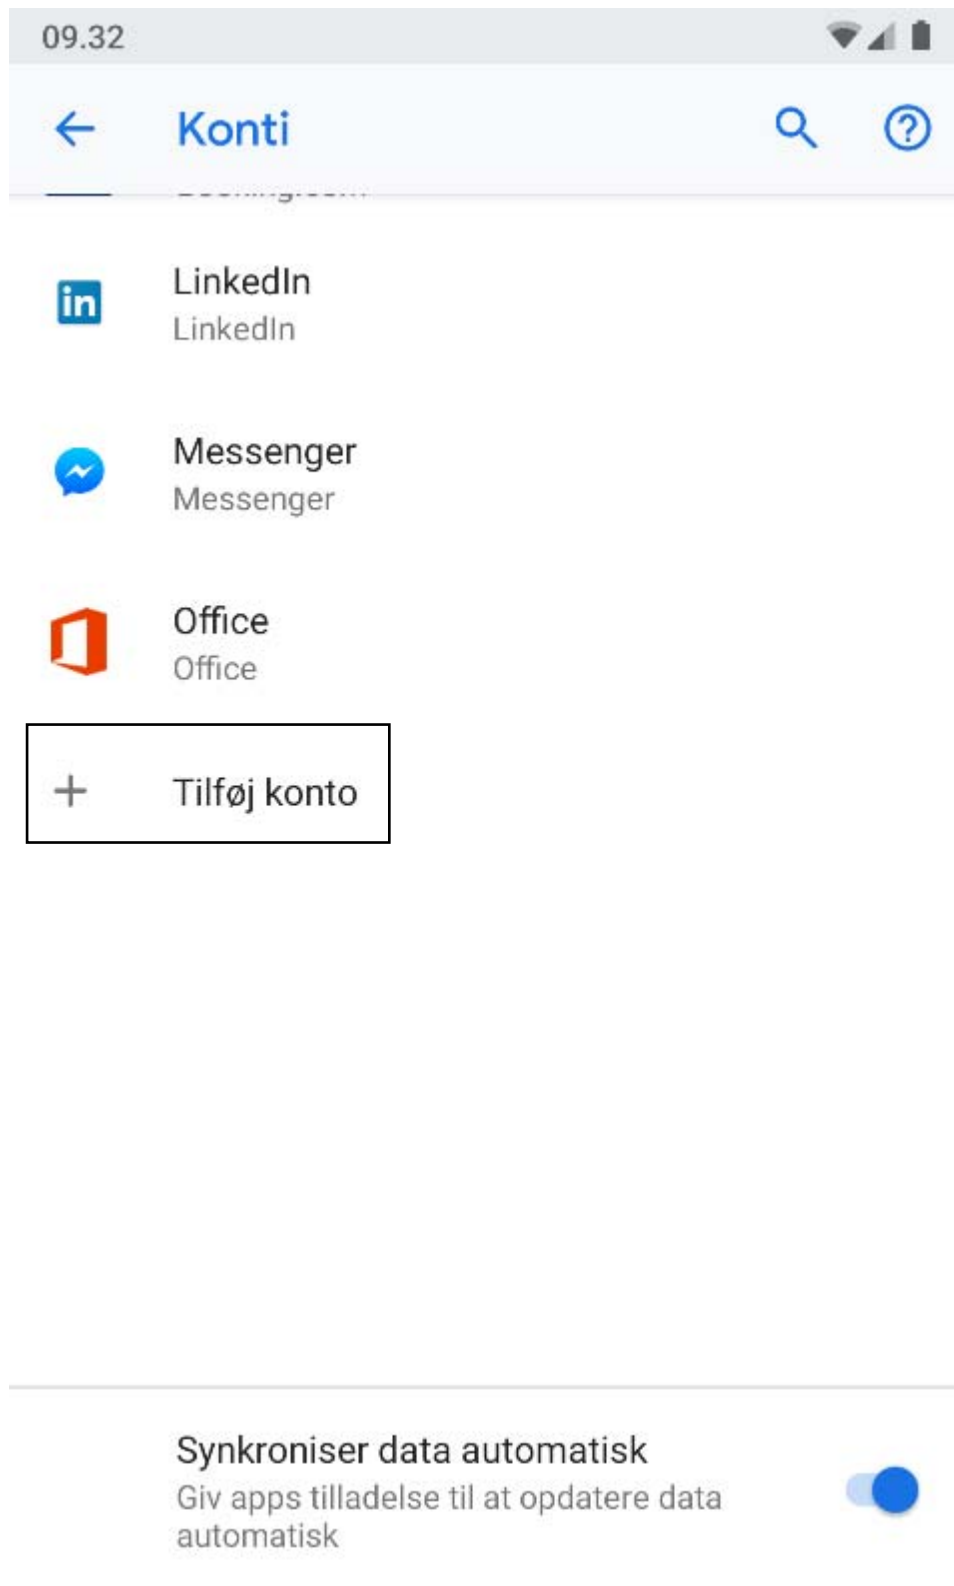 09.32
Konti
LinkedIn
LinkedIn
Messenger
Messenger
Office
Office
Tilføj konto
Synkroniser data automatisk
Giv apps tilladelse til at opdatere data
automatisk